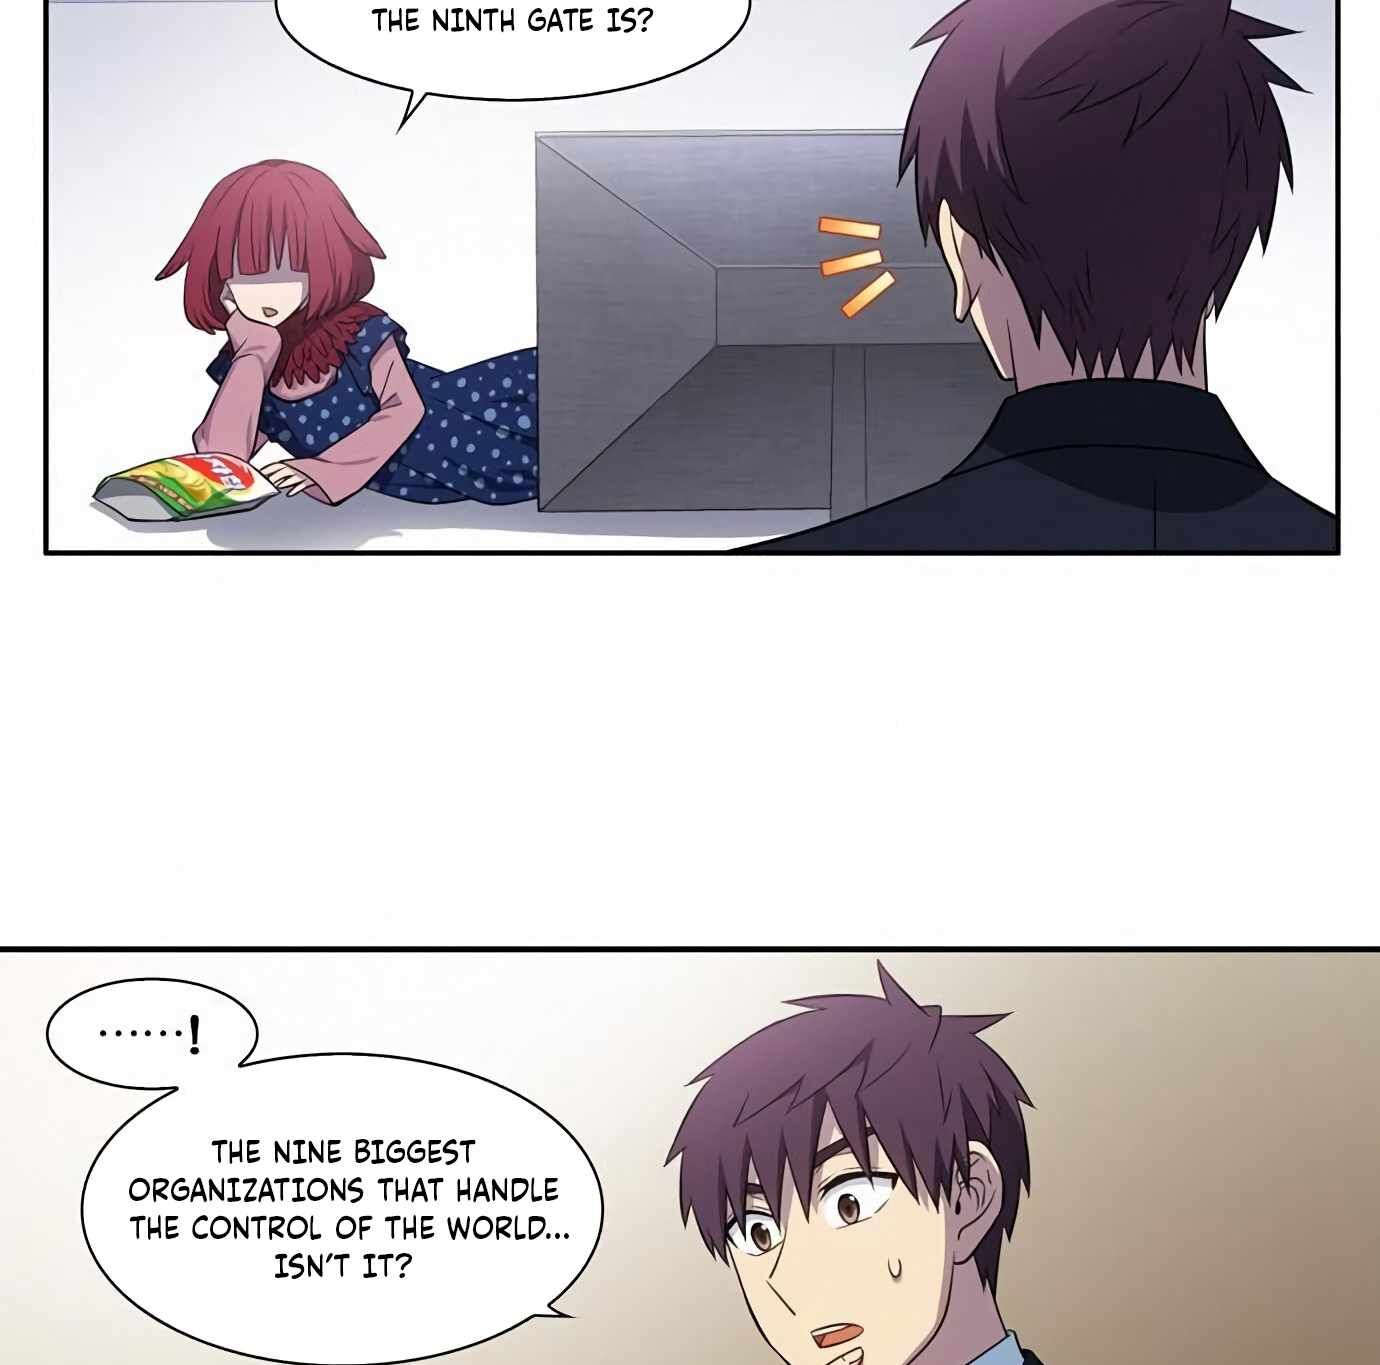 THE NINTH GATE IS?
......!
THE NINE BIGGEST
ORGANIZATIONS THAT HANDLE
THE CONTROL OF THE WORLD...
ISN'T IT?